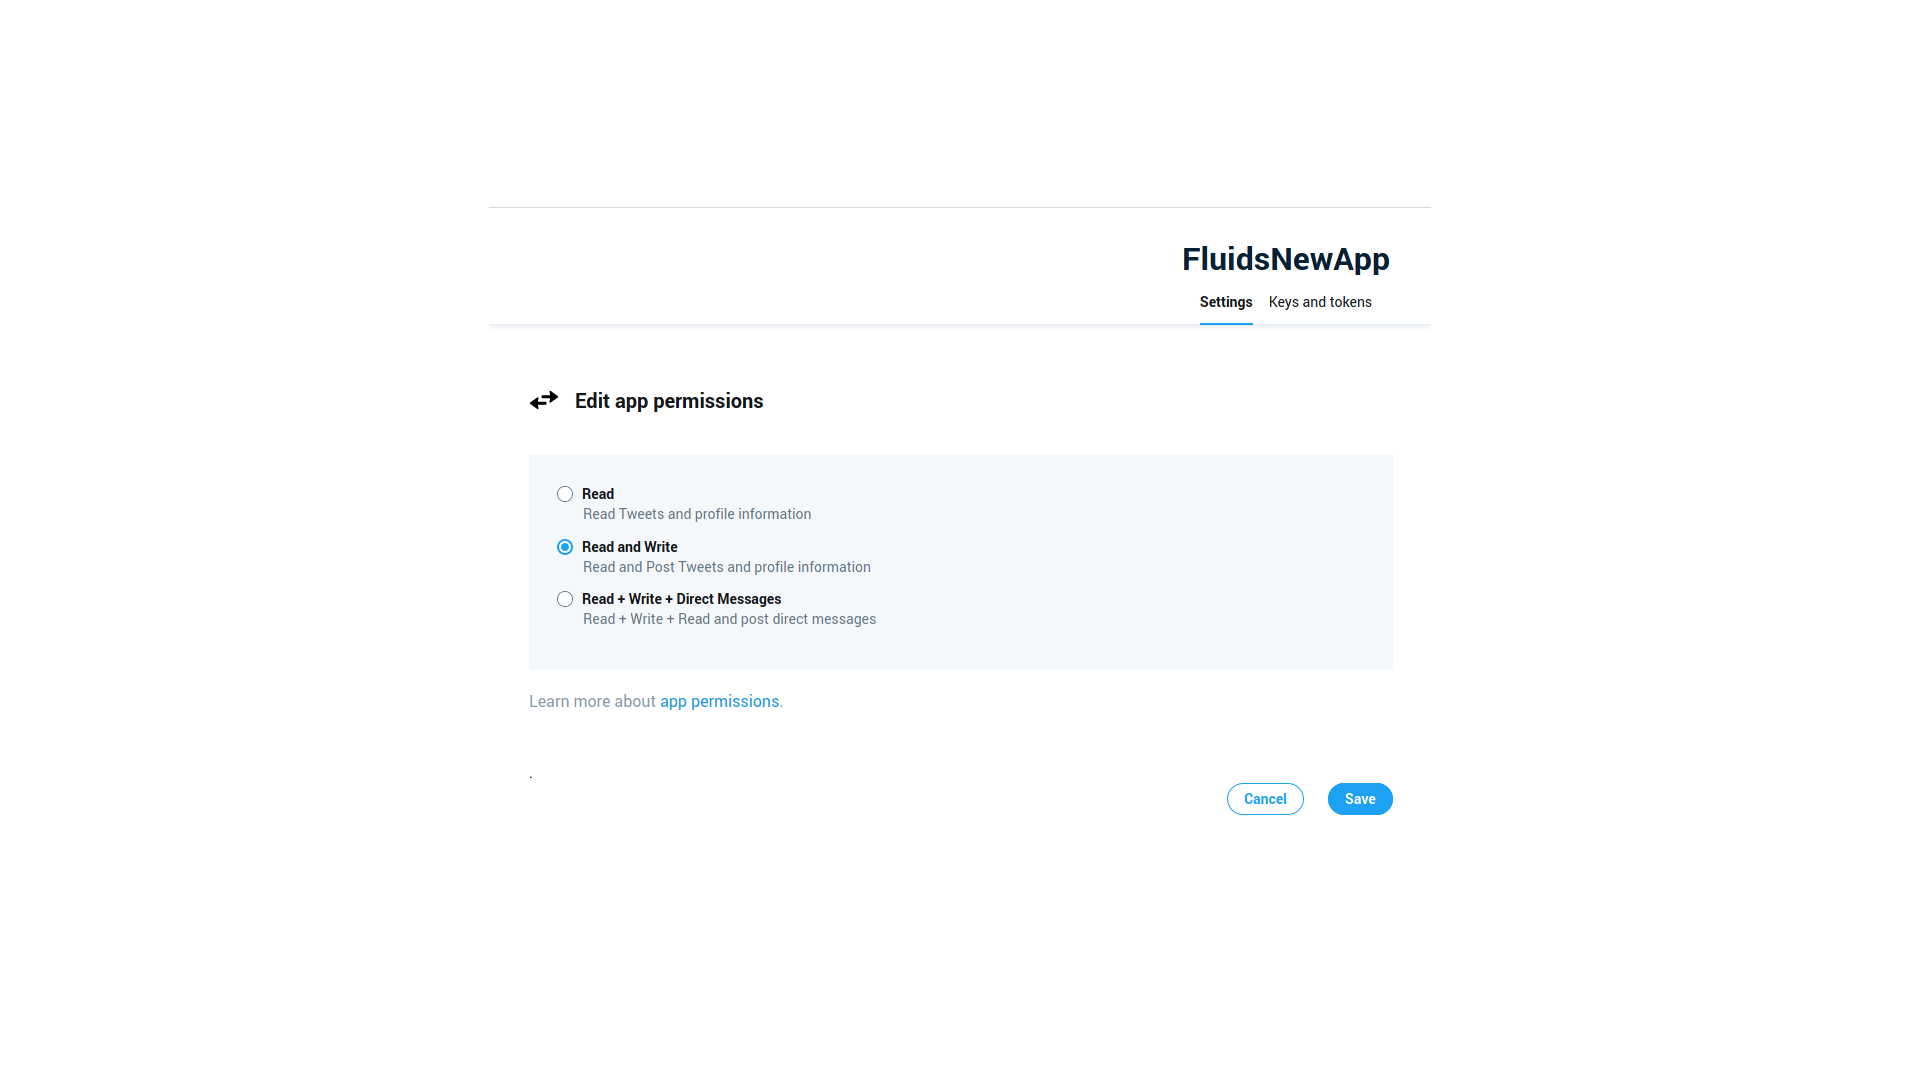 FluidsNewApp
Settings Keys and tokens
Edit app permissions
Read
Read Tweets and profile information
Read and Write
Read and Post Tweets and profile information
Read + Write + Direct Messages
Read + Write + Read and post direct messages
Learn more about app permissions.
.
Cancel Save